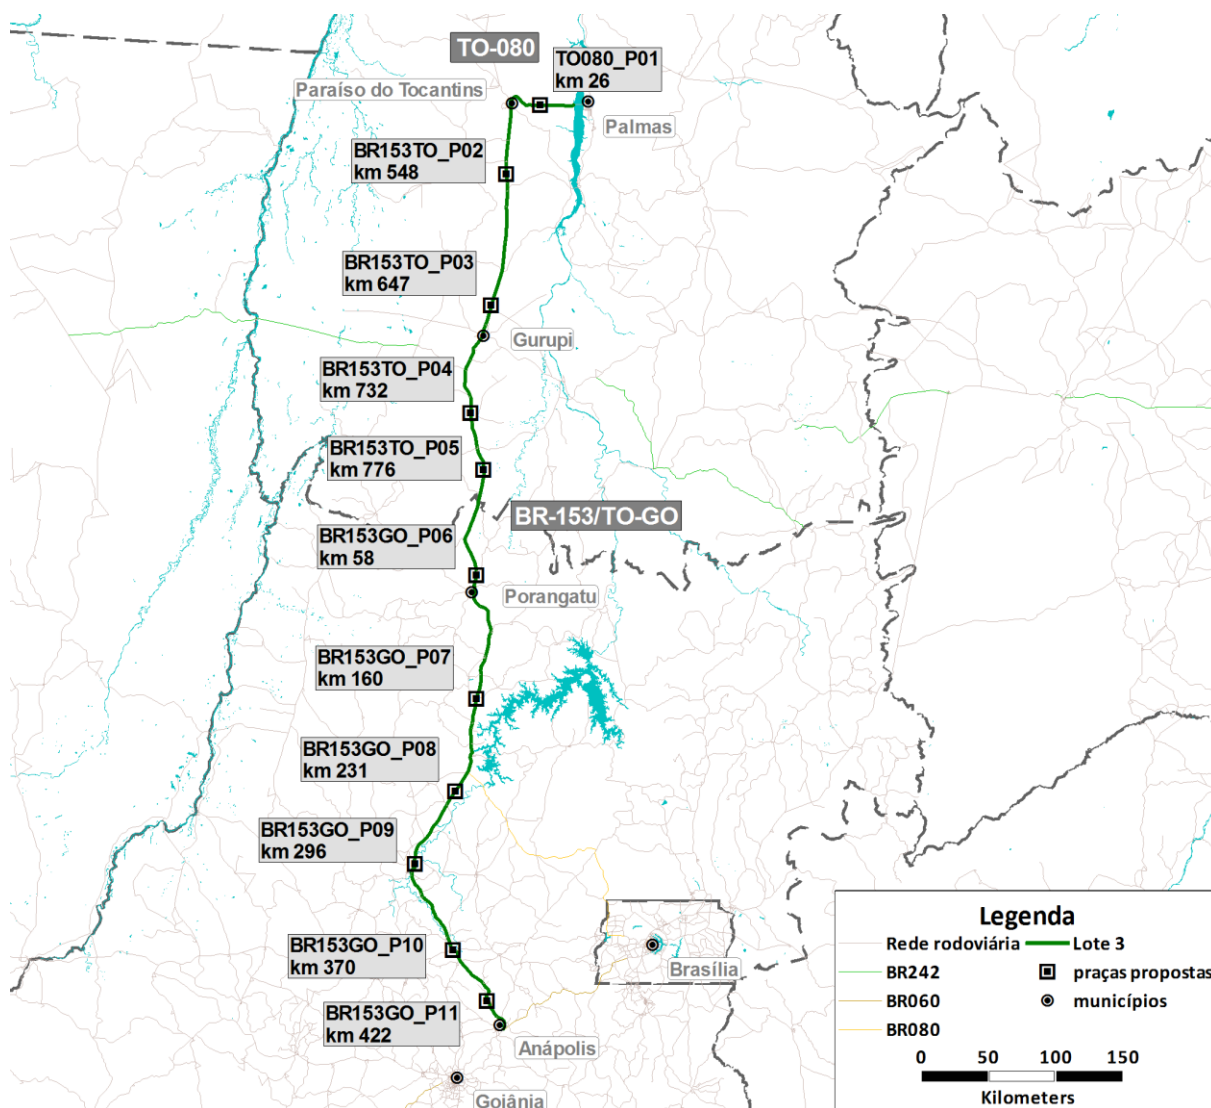 TO-080
TO080_P01
km 26
Paraíso do Tocantins
Palmas
BR153TO_P02
km 548
BR153TO_P03
km 647
Gurupi
BR153TO_P04
km 732
BR153TO_P05
km 776
BR-153/TO-GO
BR153GO_P06
km 58
Porangatu
BR153GO_P07
km 160
BR153GO_P08
km 231
BR153GO_P09
km 296
BR153GO_P10
km 370
Brasília
BR153GO_P11
km 422
Anápolis
Goiânia
Legenda
Rede rodoviária
Lote 3
BR242
praças propostas
BR060
municípios
BR080
0 50 100 150
Kilometers